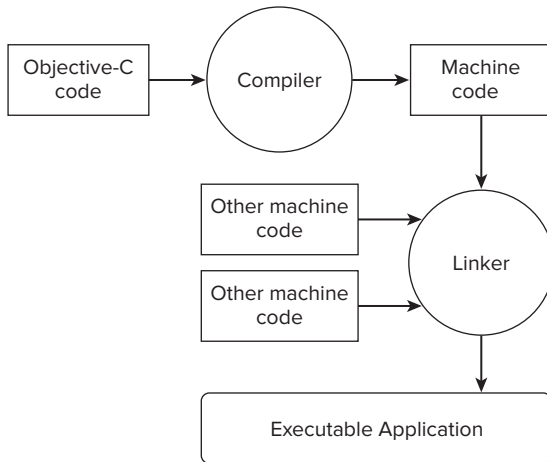 Objective-C
code
Compiler
Machine
code
Other machine
code
Linker
Other machine
code
Executable Application